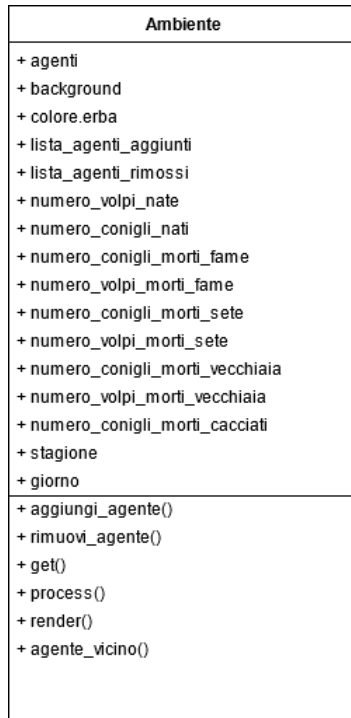 Ambiente
+ agenti
+ background
+ colore.erba
+ lista_agenti_aggiunti
+ lista_agenti_rimossi
+ numero_volpi_nate
+ numero_conigli_nati
+ numero_conigli_morti_fame
+ numero_volpi_morti_fame
+ numero_conigli_morti_sete
+ numero_volpi_morti_sete
+ numero_conigli_morti_vecchiaia
+ numero_volpi_morti_vecchiaia
+ numero_conigli_morti_cacciati
+ stagione
+ giorno
+ aggiungi_agente()
+ rimuovi_agente()
+ get()
+ process()
+ render()
+ agente_vicino()